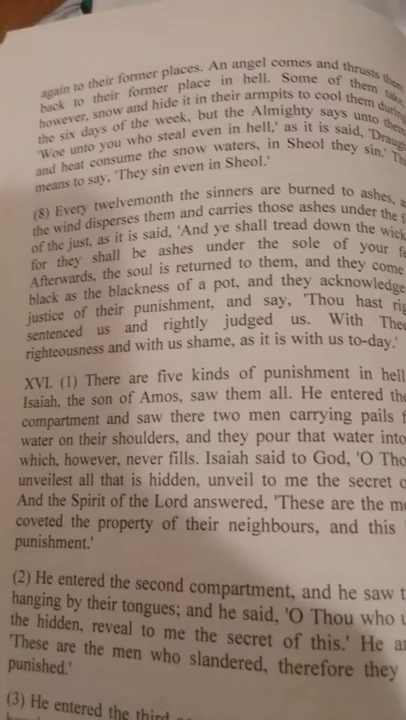 again to their former places. An angel comes and thrusts them
back to their former place in hell. Some of them take,
however, snow and hide it in their armpits to cool them during
the six days of the week, but the Almighty says unto them
'Woe unto you who steal even in hell,' as it is said, 'Drought
and heat consume the snow waters, in Sheol they sin.' Th
means to say, 'They sin even in Sheol.'
(8) Every twelvemonth the sinners are burned to ashes, a
the wind disperses them and carries those ashes under the f
of the just, as it is said, 'And ye shall tread down the wick
for they shall be ashes under the sole of your fe
Afterwards, the soul is returned to them, and they come
black as the blackness of a pot, and they acknowledge
justice of their punishment, and say, 'Thou hast rig
sentenced us and rightly judged us. With Thee
righteousness and with us shame, as it is with us to-day.'
XVI. (1) There are five kinds of punishment in hell
Isaiah, the son of Amos, saw them all. He entered the
compartment and saw there two men carrying pails f
water on their shoulders, and they pour that water into
which, however, never fills. Isaiah said to God, 'O Tho
unveilest all that is hidden, unveil to me the secret o
And the Spirit of the Lord answered, 'These are the me
coveted the property of their neighbours, and this
punishment.'
(2) He entered the second compartment, and he saw t
hanging by their tongues; and he said, 'O Thou who u
the hidden, reveal to me the secret of this.' He an
'These are the men who slandered, therefore they
punished.'
(3) He entered the third